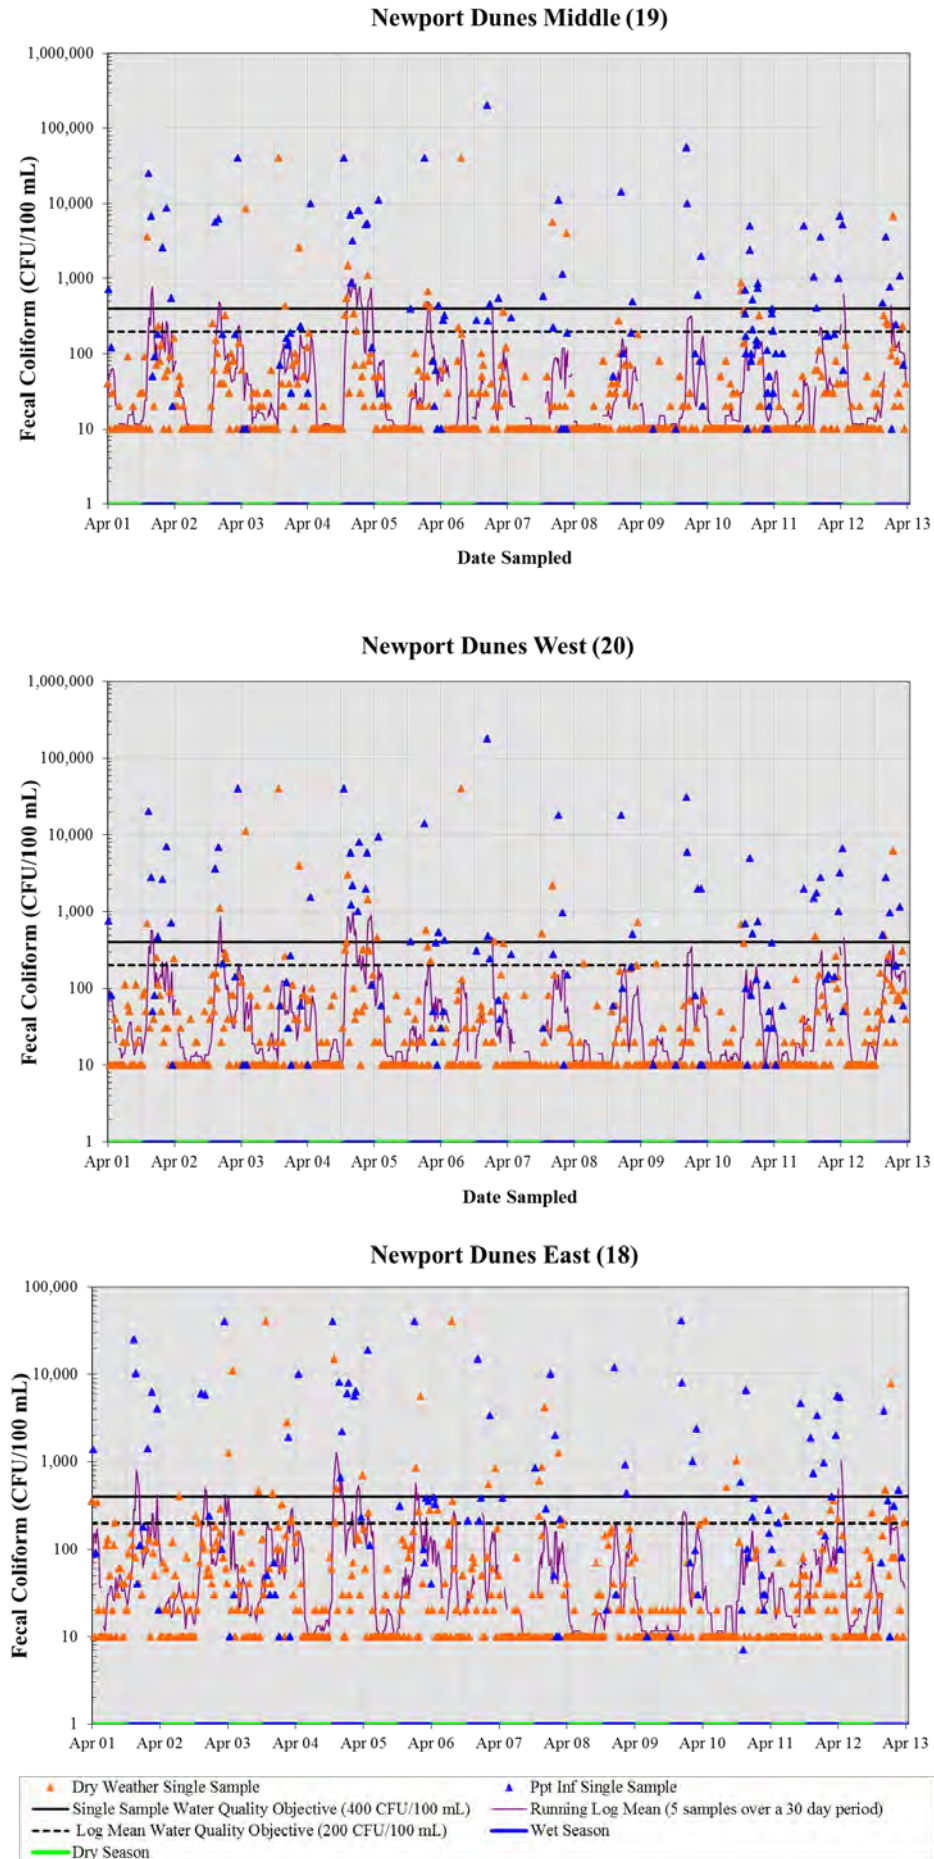 Newport Dunes Middle (19)
1,000,000
100,000
10,000
1,000
100
10
1
Fecal Coliform (CFU/100 mL)
Apr 01 Apr 02 Apr 03 Apr 04 Apr 05 Apr 06 Apr 07 Apr 08 Apr 09 Apr 10 Apr 11 Apr 12 Apr 13
Date Sampled
Newport Dunes West (20)
1,000,000
100,000
10,000
1,000
100
10
1
Fecal Coliform (CFU/100 mL)
Apr 01 Apr 02 Apr 03 Apr 04 Apr 05 Apr 06 Apr 07 Apr 08 Apr 09 Apr 10 Apr 11 Apr 12 Apr 13
Date Sampled
Newport Dunes East (18)
100,000
10,000
1,000
100
10
1
Fecal Coliform (CFU/100 mL)
Apr 01 Apr 02 Apr 03 Apr 04 Apr 05 Apr 06 Apr 07 Apr 08 Apr 09 Apr 10 Apr 11 Apr 12 Apr 13
Dry Weather Single Sample Ppt Inf Single Sample
Single Sample Water Quality Objective (400 CFU/100 mL) Running Log Mean (5 samples over a 30 day period)
Log Mean Water Quality Objective (200 CFU/100 mL) Wet Season
Dry Season